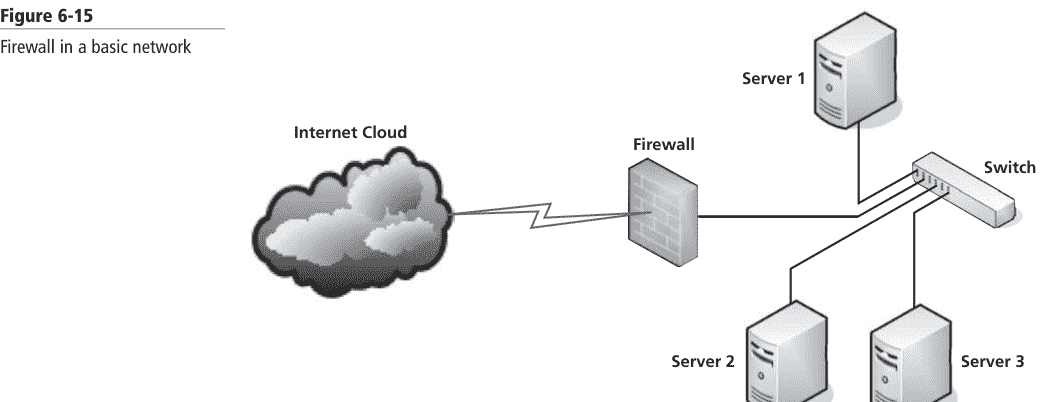 Figure 6-15
Firewall in a basic network
Server 1
Internet Cloud
Firewall
Switch
Server 2
Server 3